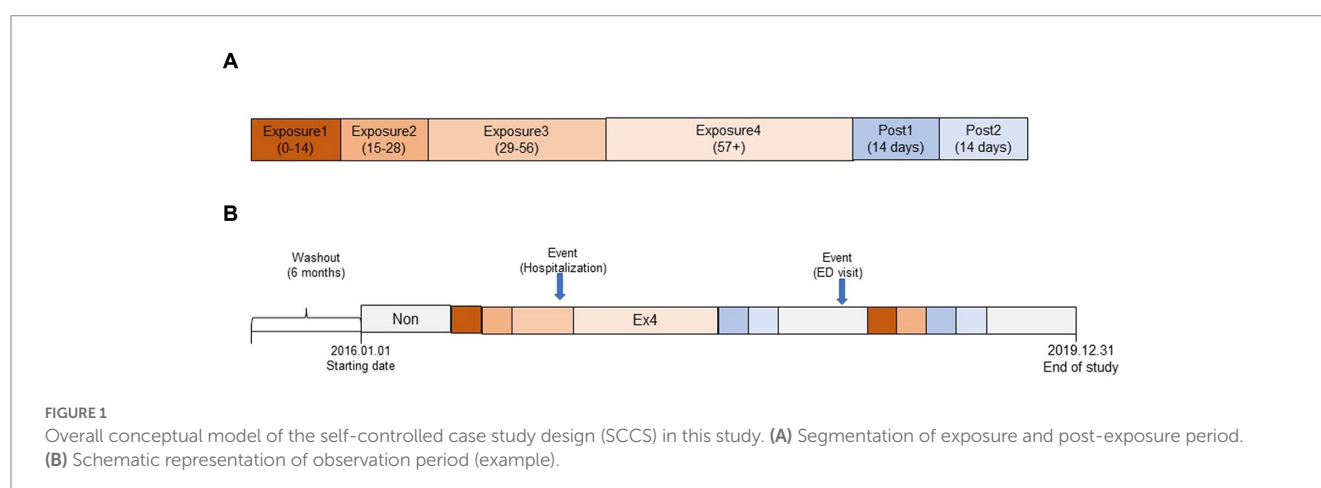 A
Exposure1
(0-14)
Exposure2
(15-28)
Exposure3
(29-56)
Exposure4
(57+)
Post1
(14 days)
Post2
(14 days)
B
Washout
(6 months)
Event
(Hospitalization)
Event
(ED visit)
Non
Ex4
2016.01.01
Starting date
2019.12.31
End of study
FIGURE 1
Overall conceptual model of the self-controlled case study design (SCCS) in this study. (A) Segmentation of exposure and post-exposure period.
(B) Schematic representation of observation period (example).